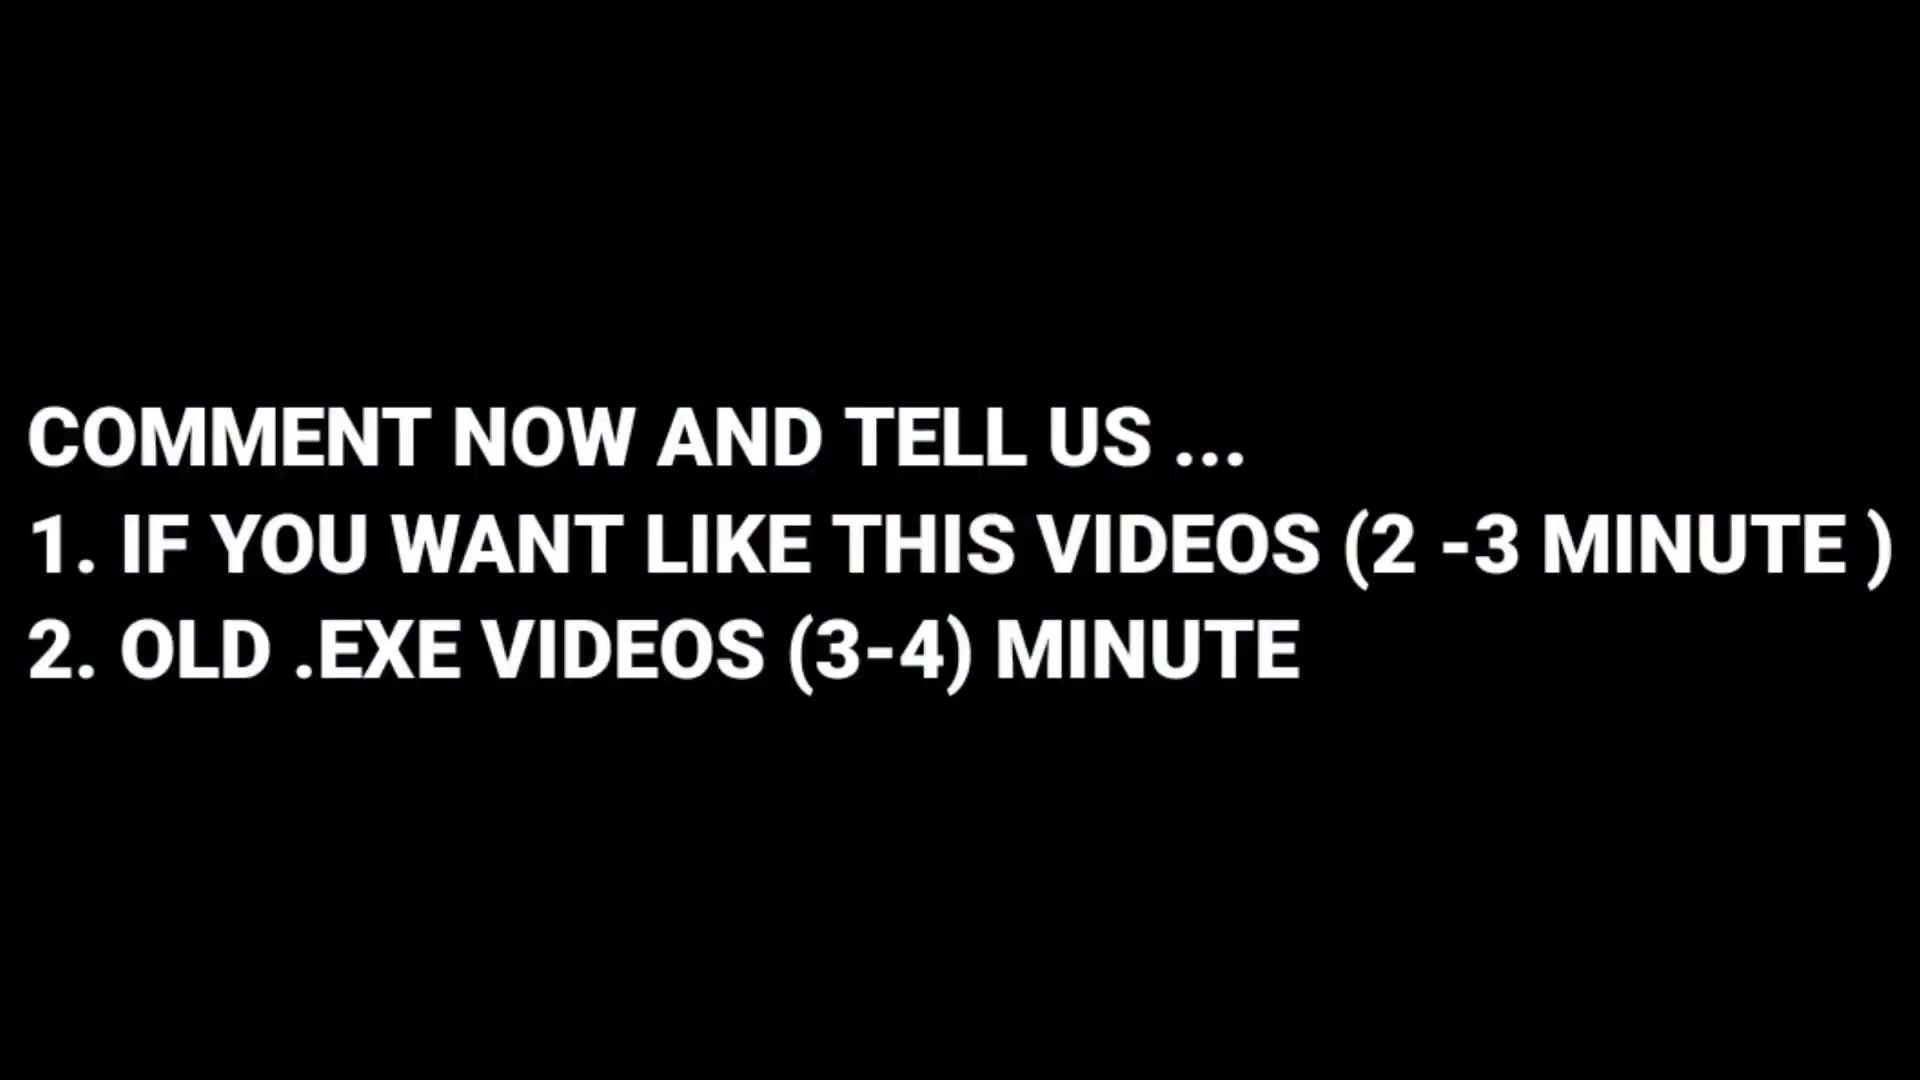 COMMENT NOW AND TELL US ...
1. IF YOU WANT LIKE THIS VIDEOS (2 -3 MINUTE )
2. OLD .EXE VIDEOS (3-4) MINUTE